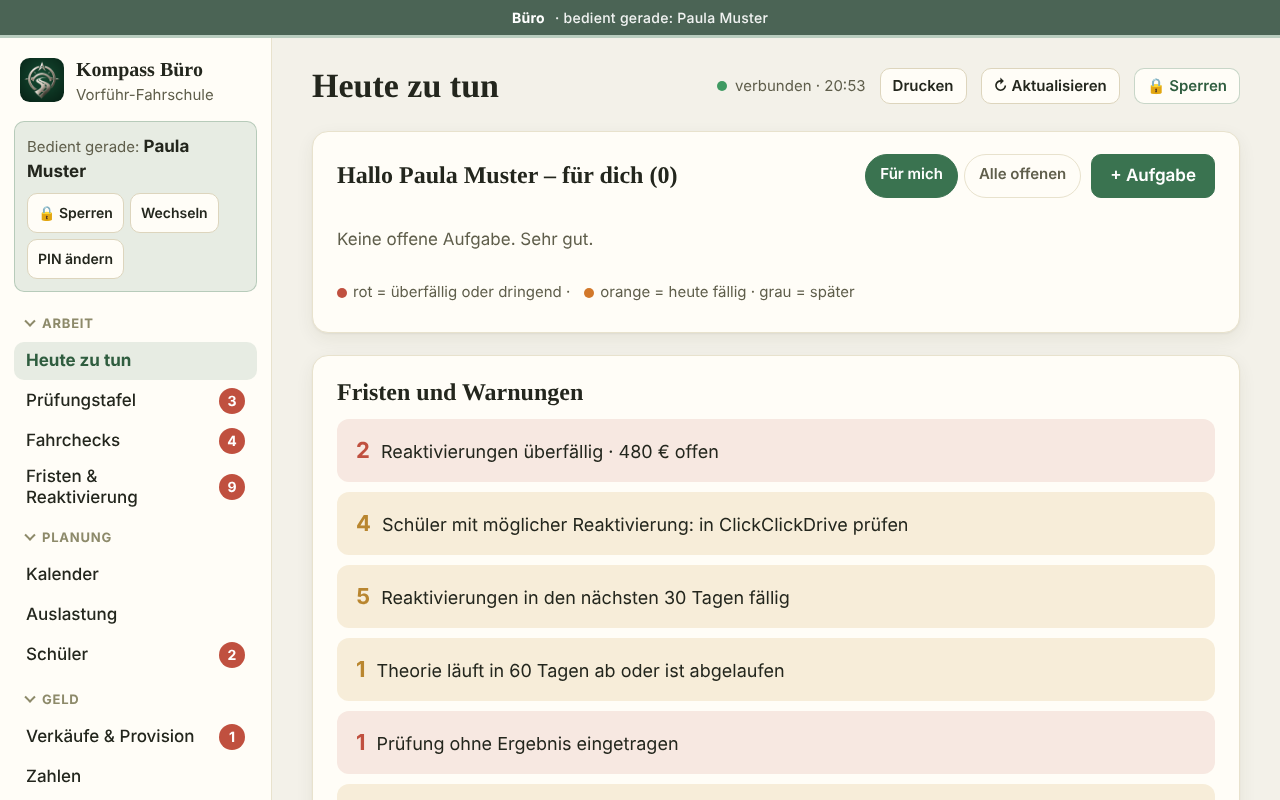 Büro · bedient gerade: Paula Muster
Kompass Büro
Vorführ-Fahrschule
Bedient gerade: Paula
Muster
🔒 Sperren
Wechseln
PIN ändern
ARBEIT
Heute zu tun
Prüfungstafel 3
Fahrchecks 4
Fristen &
Reaktivierung 9
PLANUNG
Kalender
Auslastung
Schüler 2
GELD
Verkäufe & Provision 1
Zahlen
Heute zu tun
verbunden · 20:53
Drucken
↻ Aktualisieren
🔒 Sperren
Hallo Paula Muster – für dich (0)
Für mich
Alle offenen
+ Aufgabe
Keine offene Aufgabe. Sehr gut.
rot = überfällig oder dringend · orange = heute fällig · grau = später
Fristen und Warnungen
2 Reaktivierungen überfällig · 480 € offen
4 Schüler mit möglicher Reaktivierung: in ClickClickDrive prüfen
5 Reaktivierungen in den nächsten 30 Tagen fällig
1 Theorie läuft in 60 Tagen ab oder ist abgelaufen
1 Prüfung ohne Ergebnis eingetragen